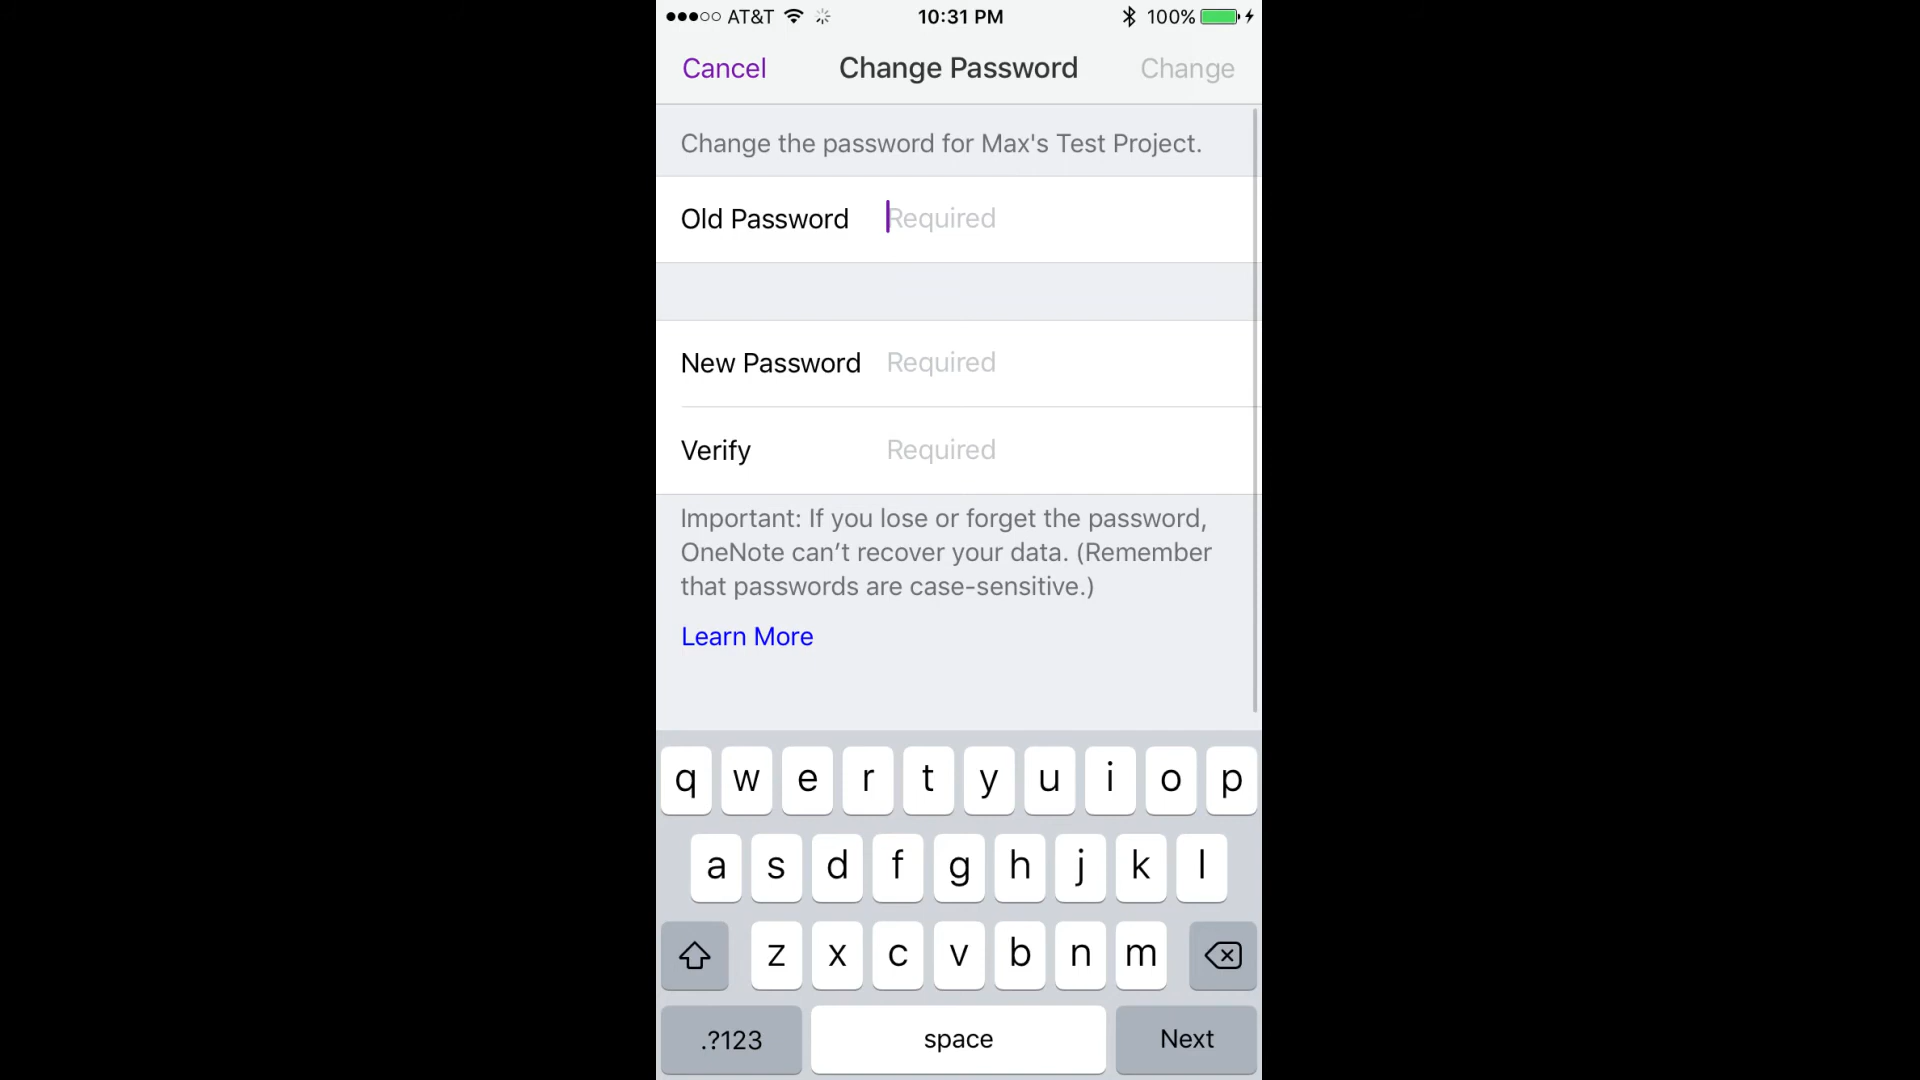 AT&T 10:31 PM 100%
Cancel Change Password Change
Change the password for Max's Test Project.
Old Password Required
New Password Required
Verify Required
Important: If you lose or forget the password,
OneNote can’t recover your data. (Remember
that passwords are case-sensitive.)
Learn More
q w e r t y u i o p
a s d f g h j k l
z x c v b n m
.?123 space Next